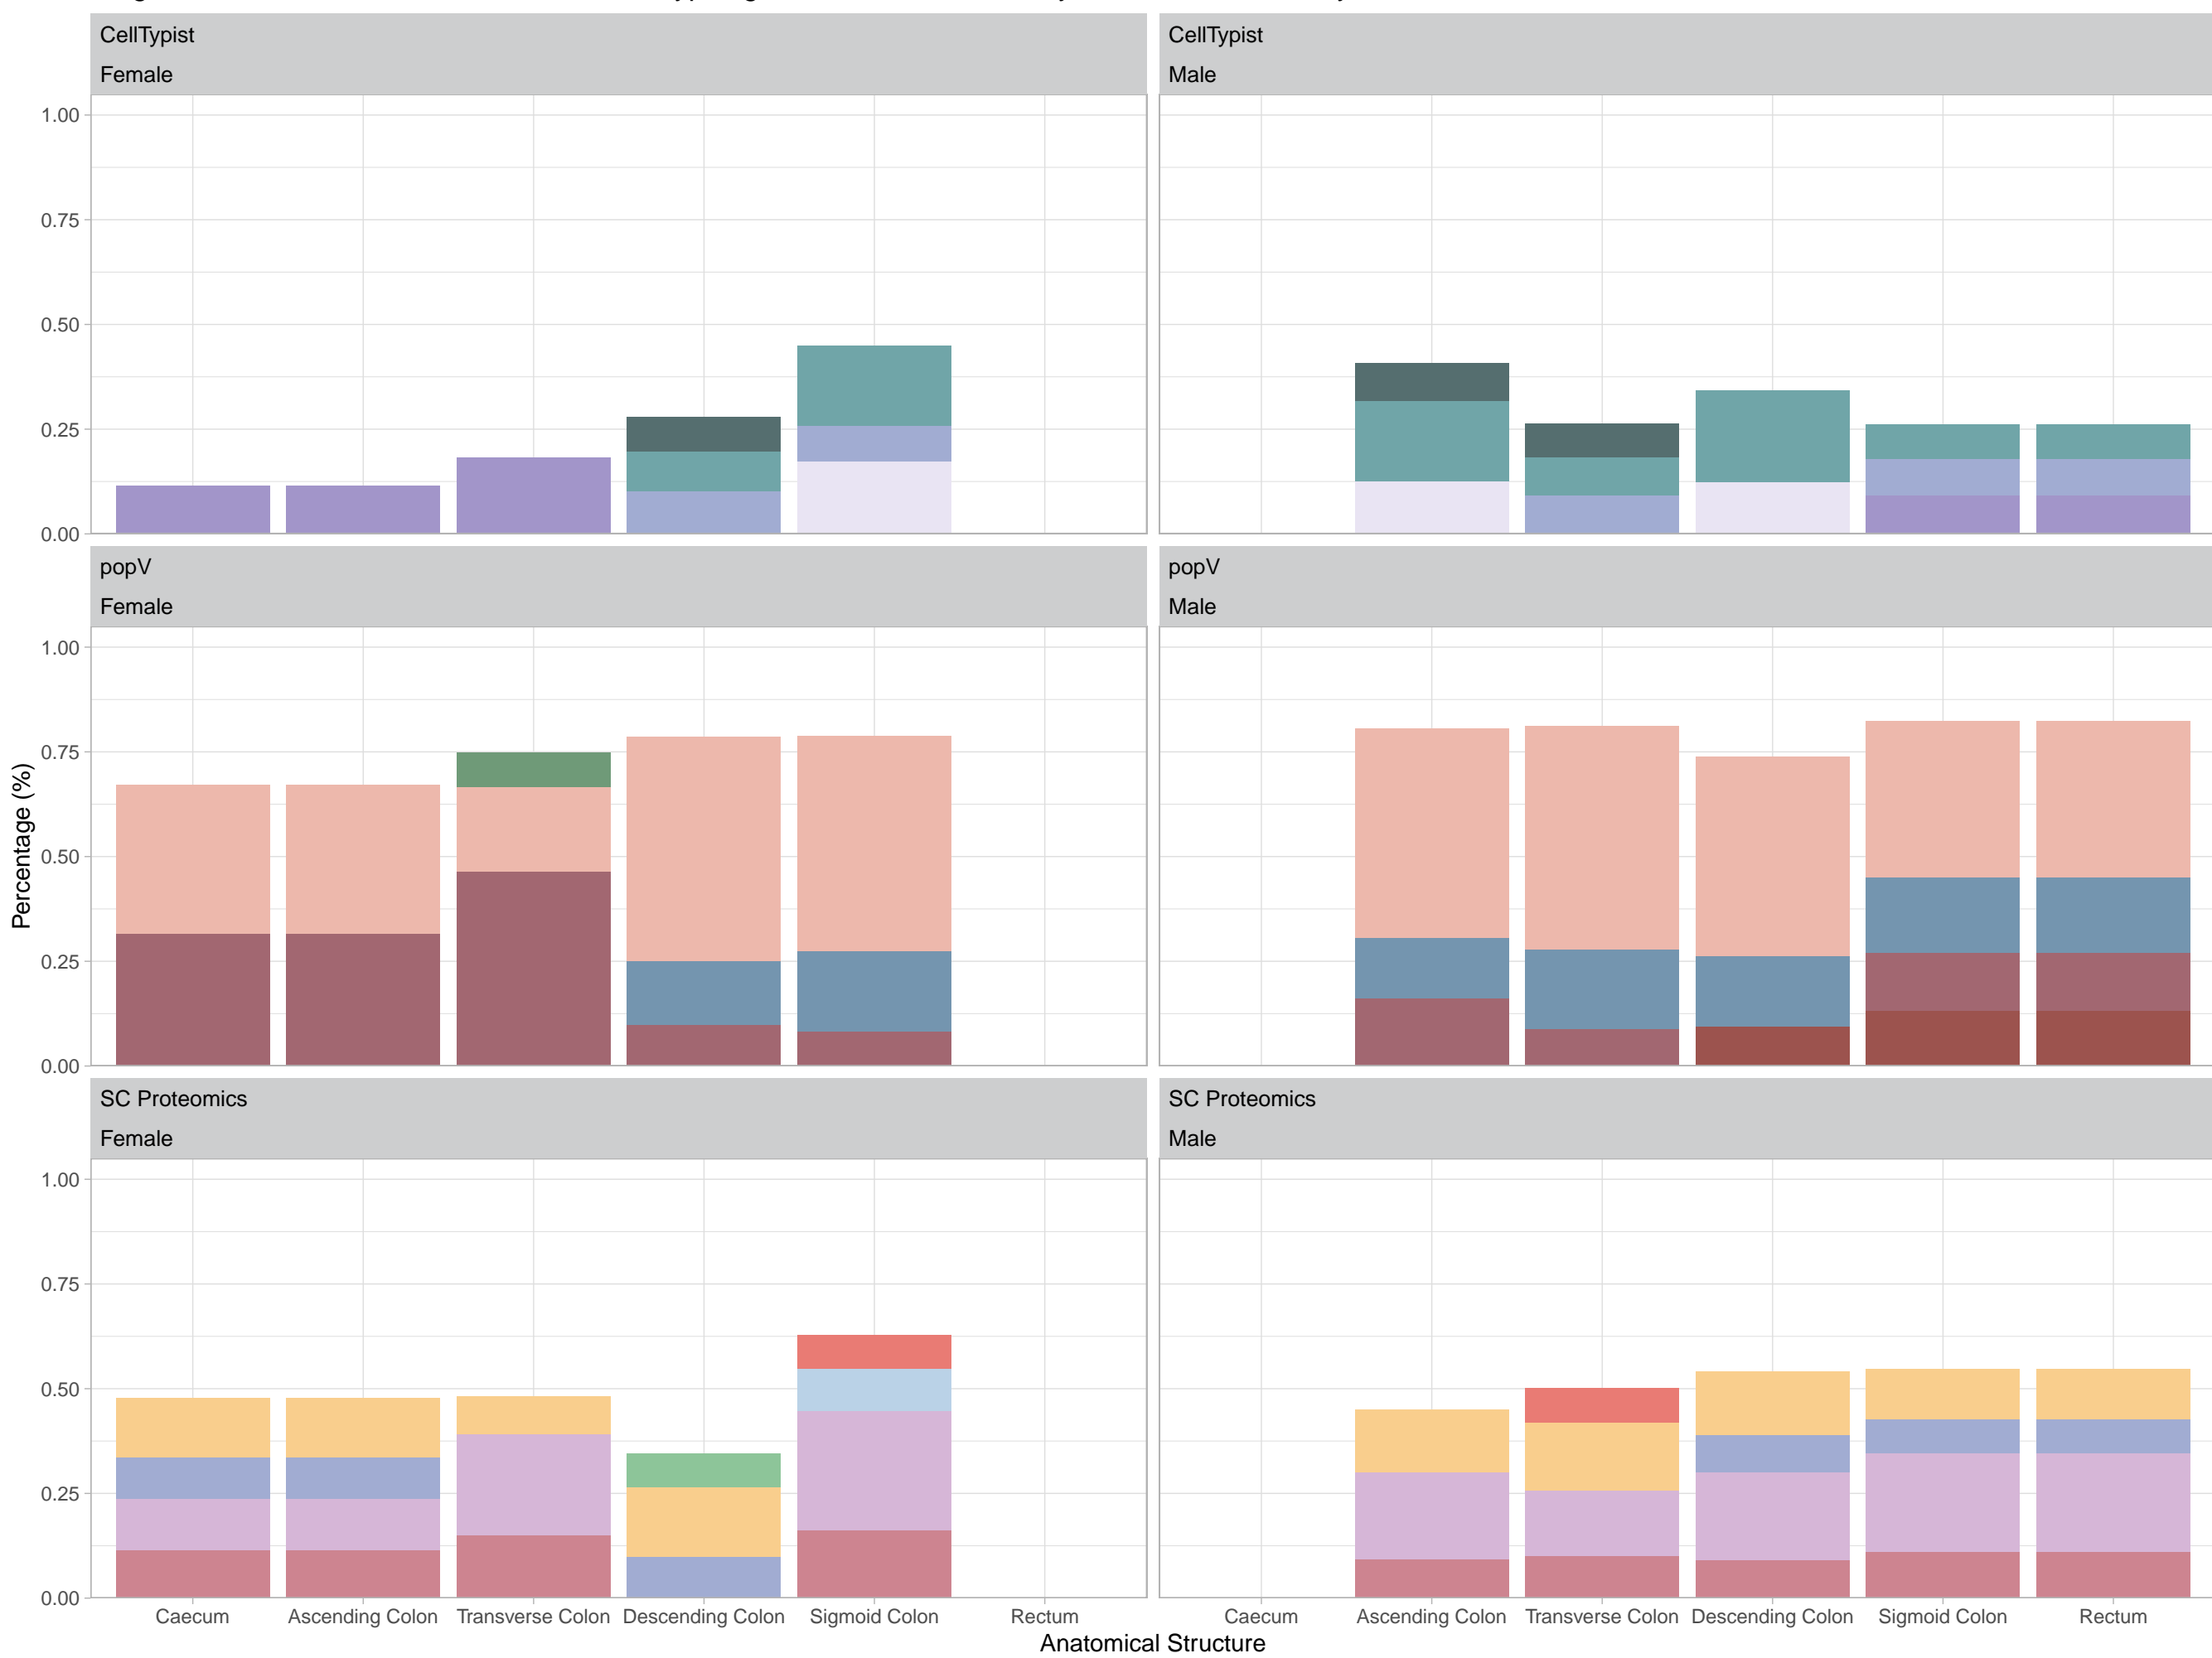 CellTypist
Female
CellTypist
Male
1.00
0.75
0.50
0.25
0.00
popV
Female
popV
Male
1.00
0.75
0.50
0.25
0.00
Percentage (%)
SC Proteomics
Female
SC Proteomics
Male
1.00
0.75
0.50
0.25
0.00
Caecum Ascending Colon Transverse Colon Descending Colon Sigmoid Colon Rectum
Caecum Ascending Colon Transverse Colon Descending Colon Sigmoid Colon Rectum
Anatomical Structure